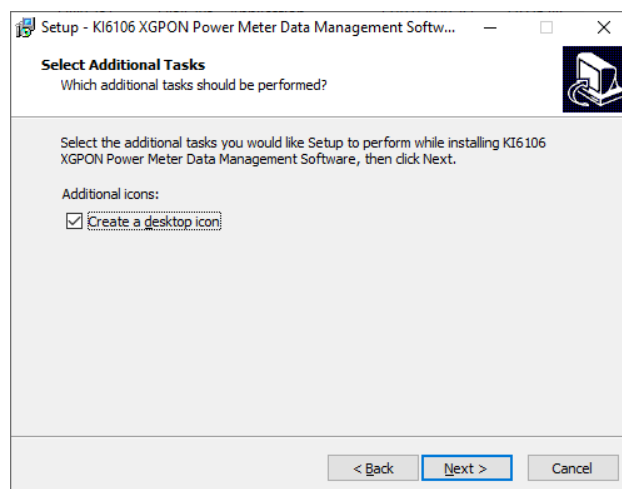 Setup - KI6106 XGPON Power Meter Data Management Softw...
Select Additional Tasks
Which additional tasks should be performed?
Select the additional tasks you would like Setup to perform while installing KI6106
XGPON Power Meter Data Management Software, then click Next.
Additional icons:
Create a desktop icon
< Back
Next >
Cancel